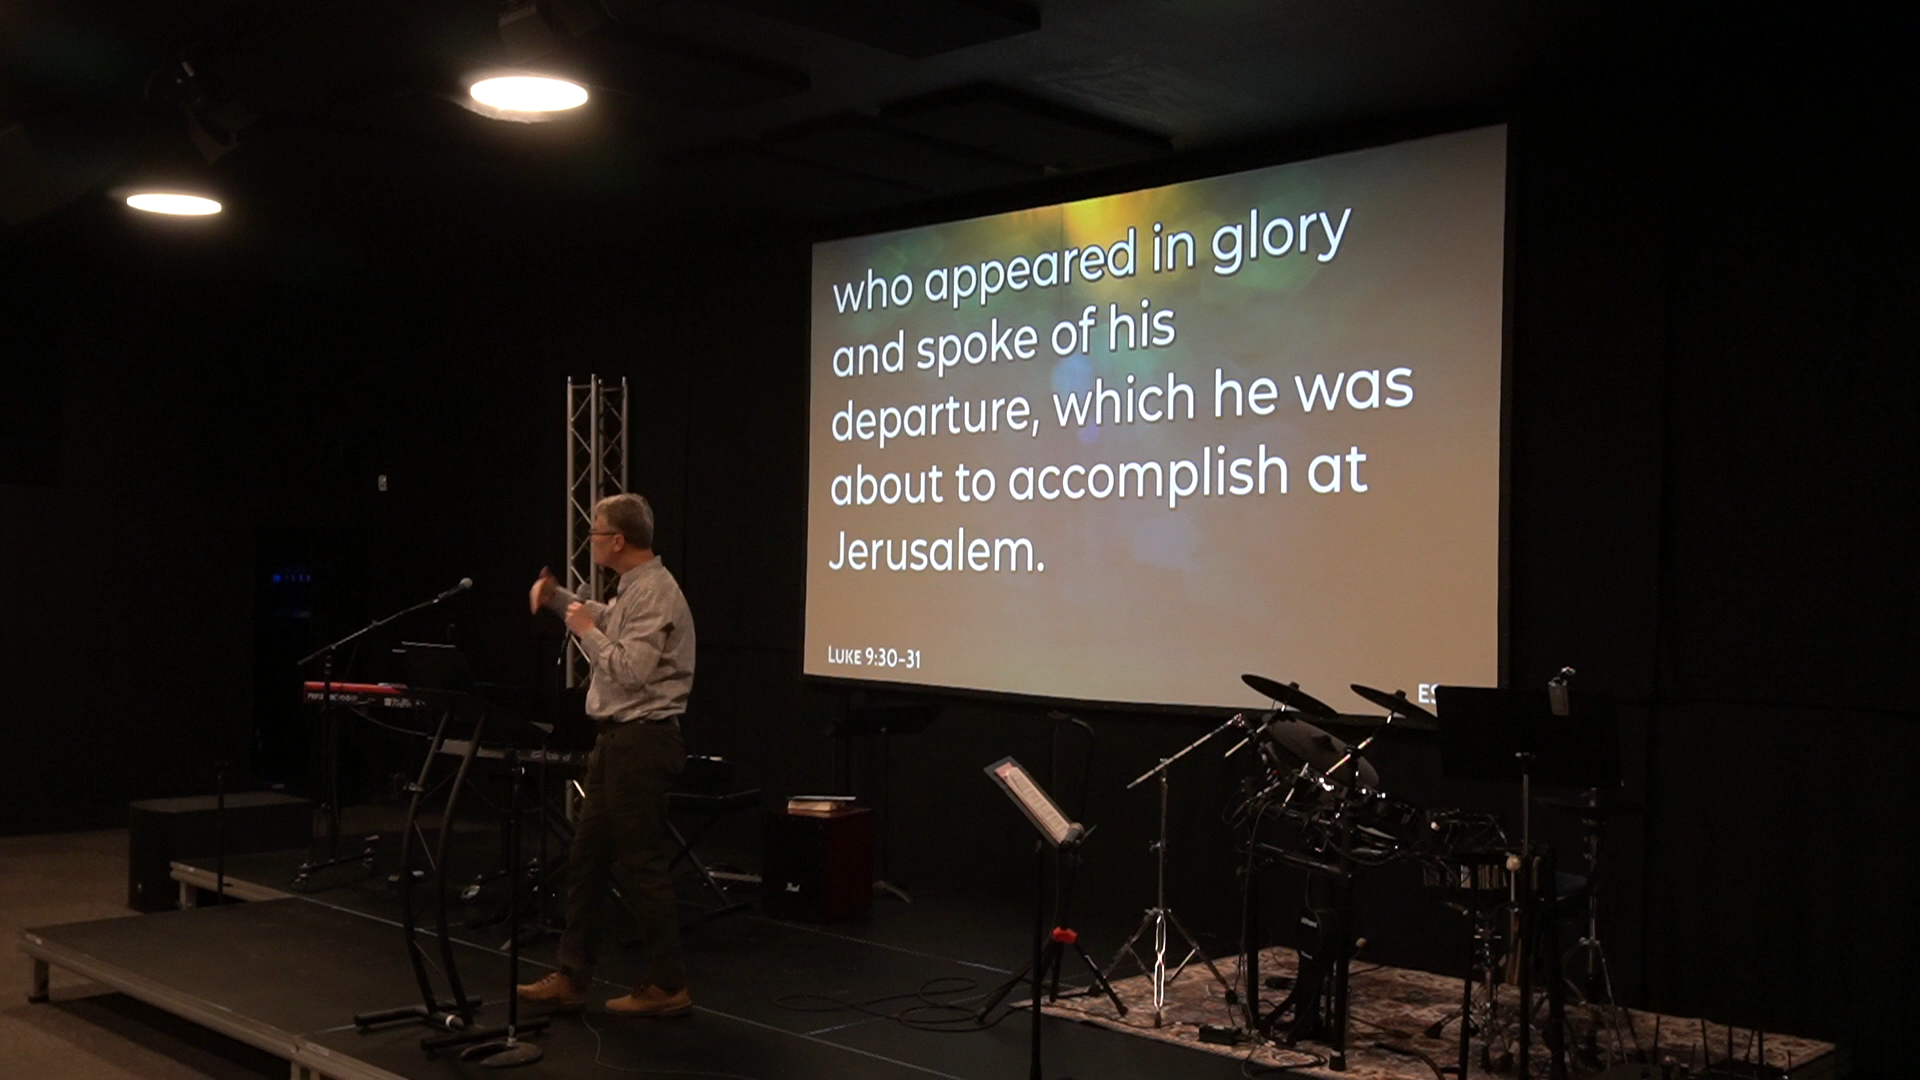 who appeared in glory
and spoke of his
departure, which he was
about to accomplish at
Jerusalem.
LUKE 9:30-31